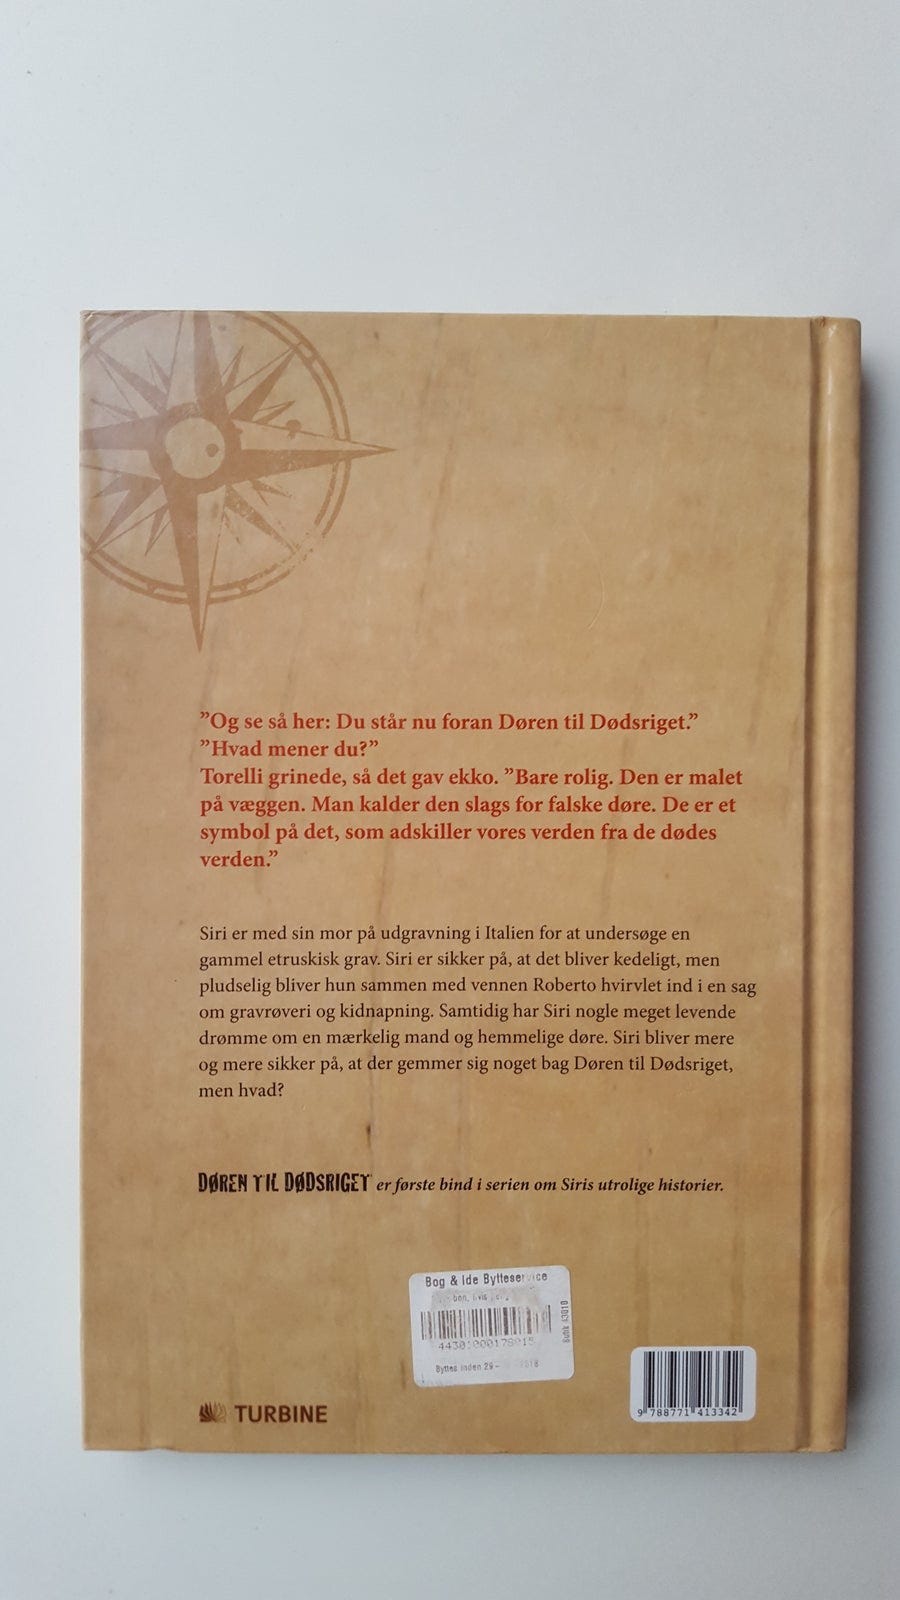 ”Og se så her: Du står nu foran Døren til Dødsriget.”
”Hvad mener du?”
Torelli grinede, så det gav ekko. ”Bare rolig. Den er malet
på væggen. Man kalder den slags for falske døre. De er et
symbol på det, som adskiller vores verden fra de dødes
verden.”
Siri er med sin mor på udgravning i Italien for at undersøge en
gammel etruskisk grav. Siri er sikker på, at det bliver kedeligt, men
pludselig bliver hun sammen med vennen Roberto hvirvlet ind i en sag
om gravrøveri og kidnapning. Samtidig har Siri nogle meget levende
drømme om en mærkelig mand og hemmelige døre. Siri bliver mere
og mere sikker på, at der gemmer sig noget bag Døren til Dødsriget,
men hvad?
DØREN TIL DØDSRIGET er første bind i serien om Siris utrolige historier.
Bog & Ide Bytteservice
bon, hvis
Butik 43010
Byttes inden 29-
TURBINE
9 788771 413342